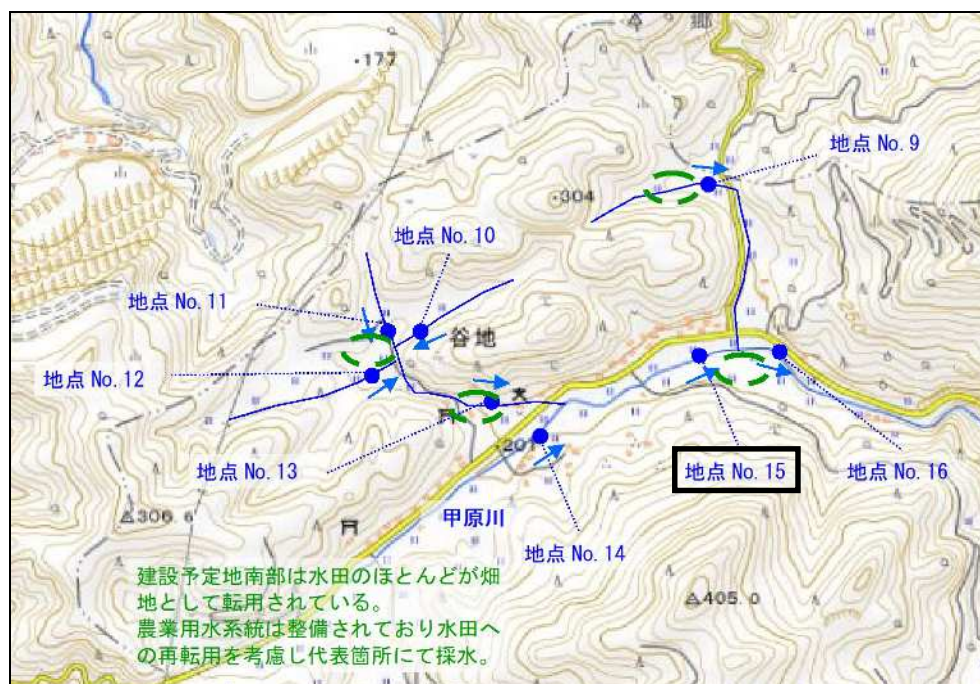 郷
・177
地点 No. 9
・304
地点 No. 10
地点 No. 11
谷地
地点 No. 12
地点 No. 13
・201
地点 No. 15
地点 No. 16
甲原川
地点 No. 14
△306.6
△405.0
建設予定地南部は水田のほとんどが畑
地として転用されている。
農業用水系統は整備されており水田へ
の再転用を考慮し代表箇所にて採水。